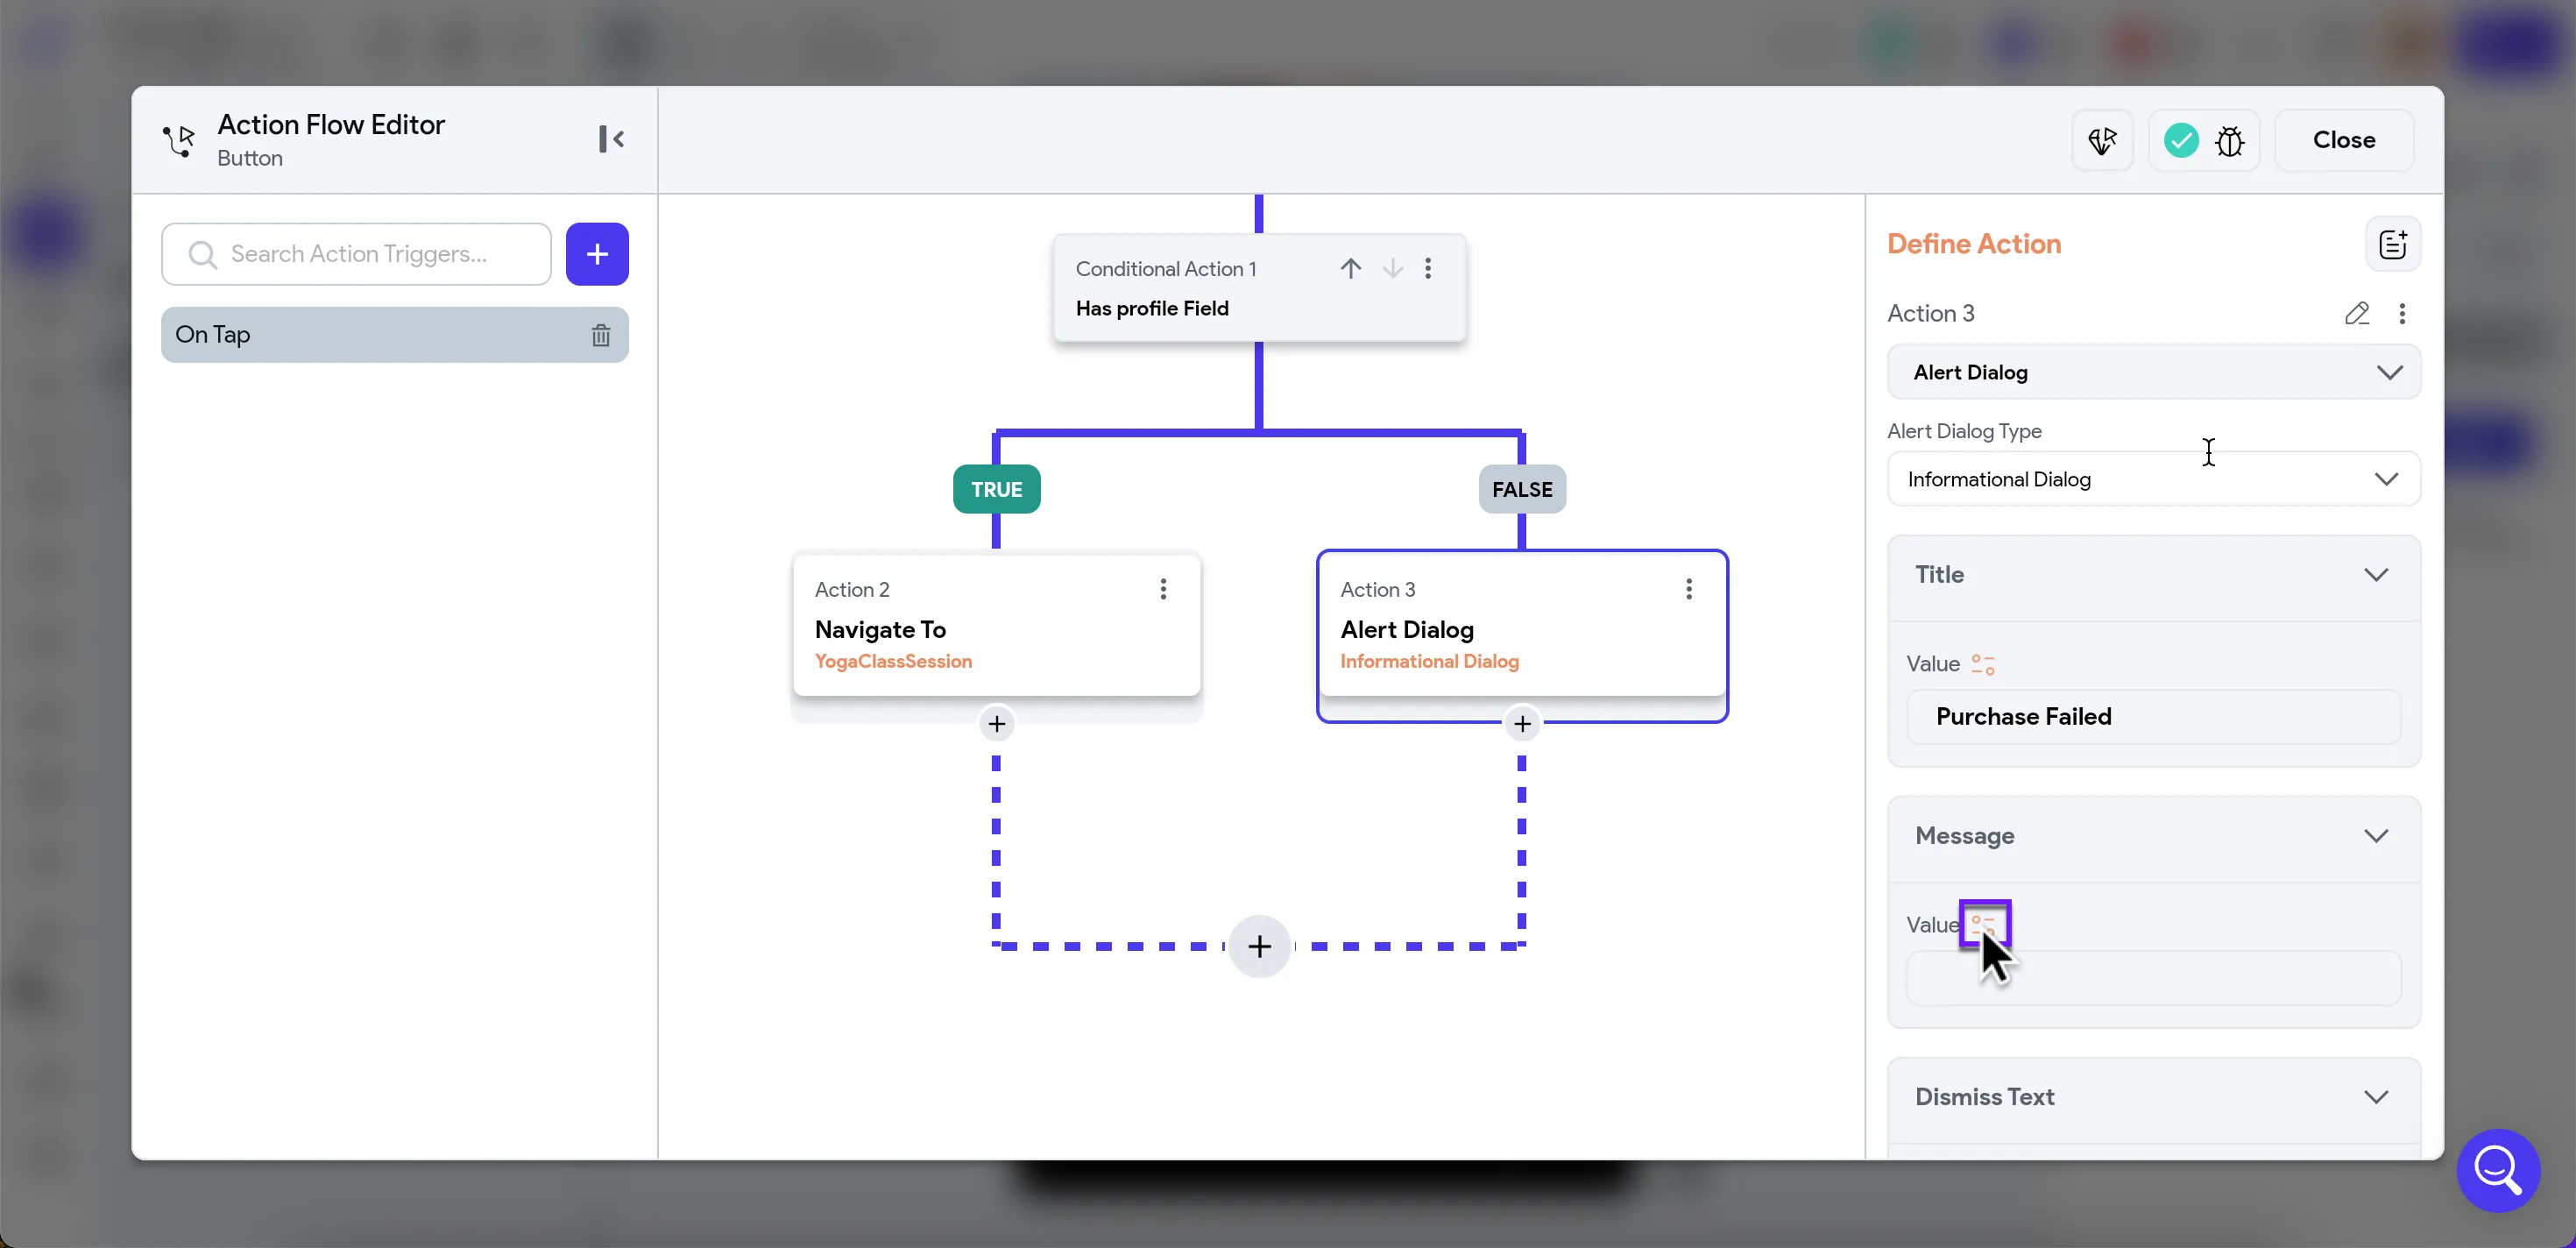 Action Flow Editor
Button
Close
Search Action Triggers...
On Tap
Conditional Action 1
Has profile Field
TRUE
FALSE
Action 2
Navigate To
YogaClassSession
Action 3
Alert Dialog
Informational Dialog
Define Action
Action 3
Alert Dialog
Alert Dialog Type
Informational Dialog
Title
Value
Purchase Failed
Message
Value
Dismiss Text